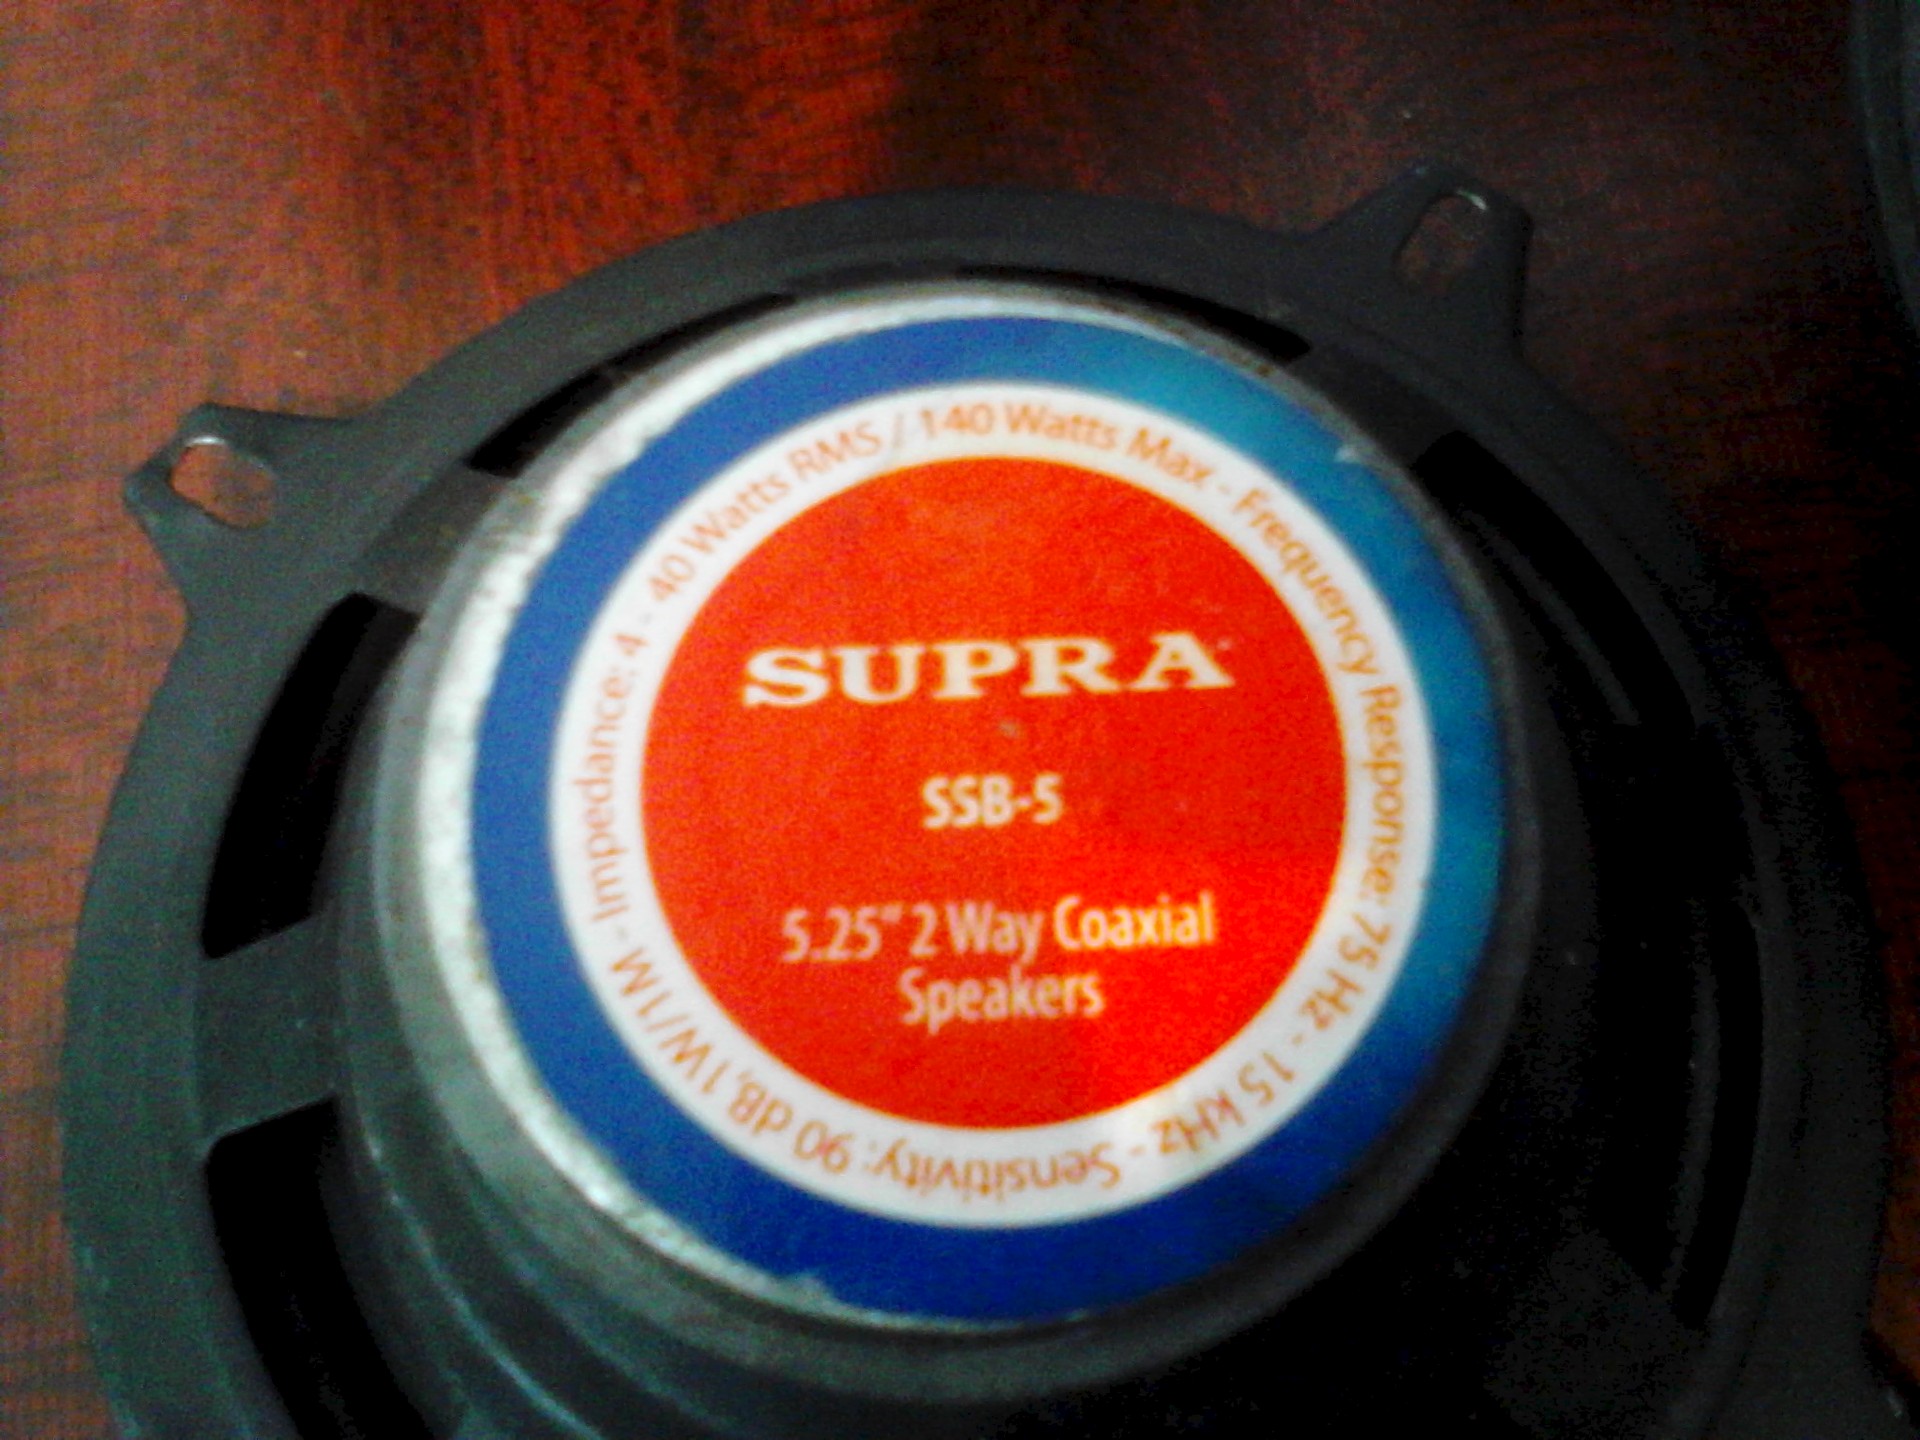 SUPRA
SSB-5
5.25" 2 Way Coaxial
Speakers
40 Watts RMS / 140 Watts Max - Frequency Response: 75 Hz - 15 kHz - Sensitivity: 90 dB, 1W/1M - Impedance: 4 -